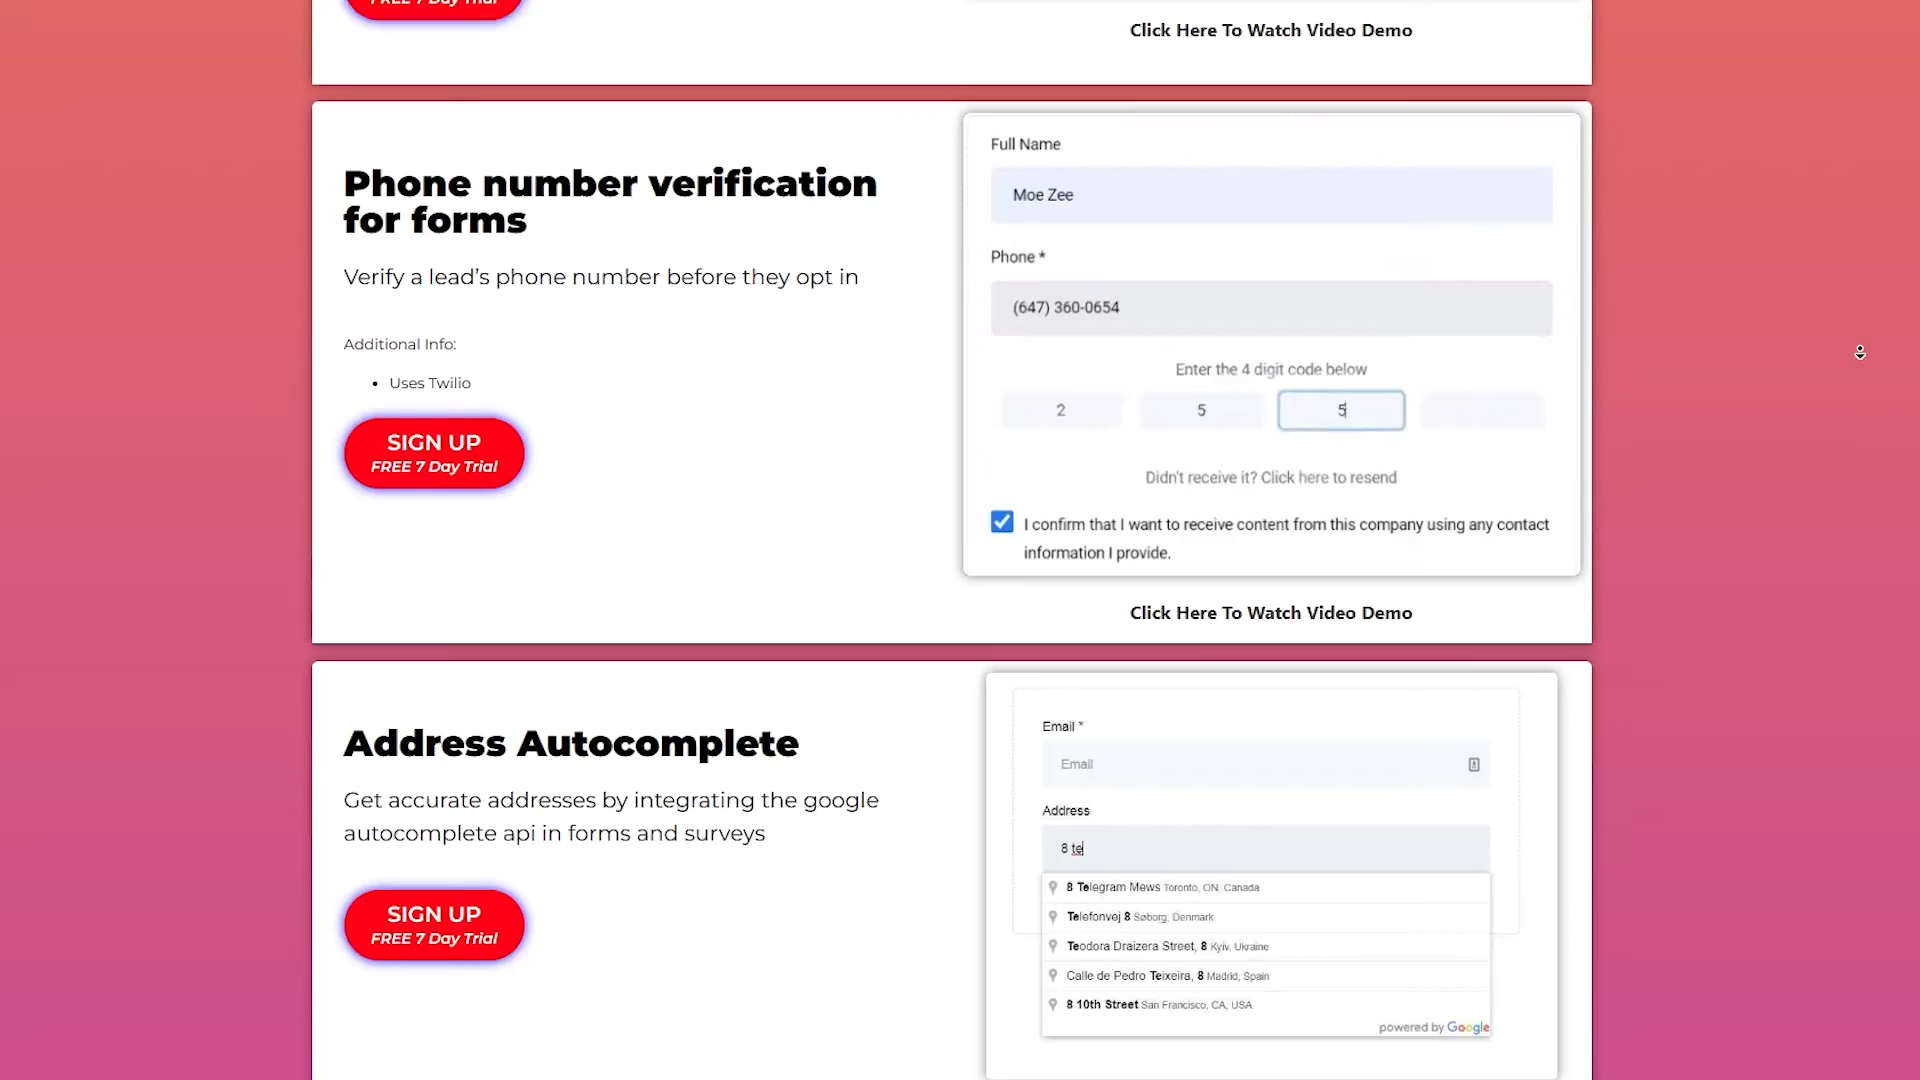 FREE 7 Day Trial
Click Here To Watch Video Demo
Phone number verification
for forms
Verify a lead’s phone number before they opt in
Additional Info:
• Uses Twilio
SIGN UP
FREE 7 Day Trial
Full Name
Moe Zee
Phone *
(647) 360-0654
Enter the 4 digit code below
2 5 5
Didn't receive it? Click here to resend
I confirm that I want to receive content from this company using any contact
information I provide.
Click Here To Watch Video Demo
Address Autocomplete
Get accurate addresses by integrating the google
autocomplete api in forms and surveys
SIGN UP
FREE 7 Day Trial
Email *
Email
Address
8 te
8 Telegram Mews Toronto, ON, Canada
Telefonvej 8 Søborg, Denmark
Teodora Draizera Street, 8 Kyiv, Ukraine
Calle de Pedro Teixeira, 8 Madrid, Spain
8 10th Street San Francisco, CA, USA
powered by Google